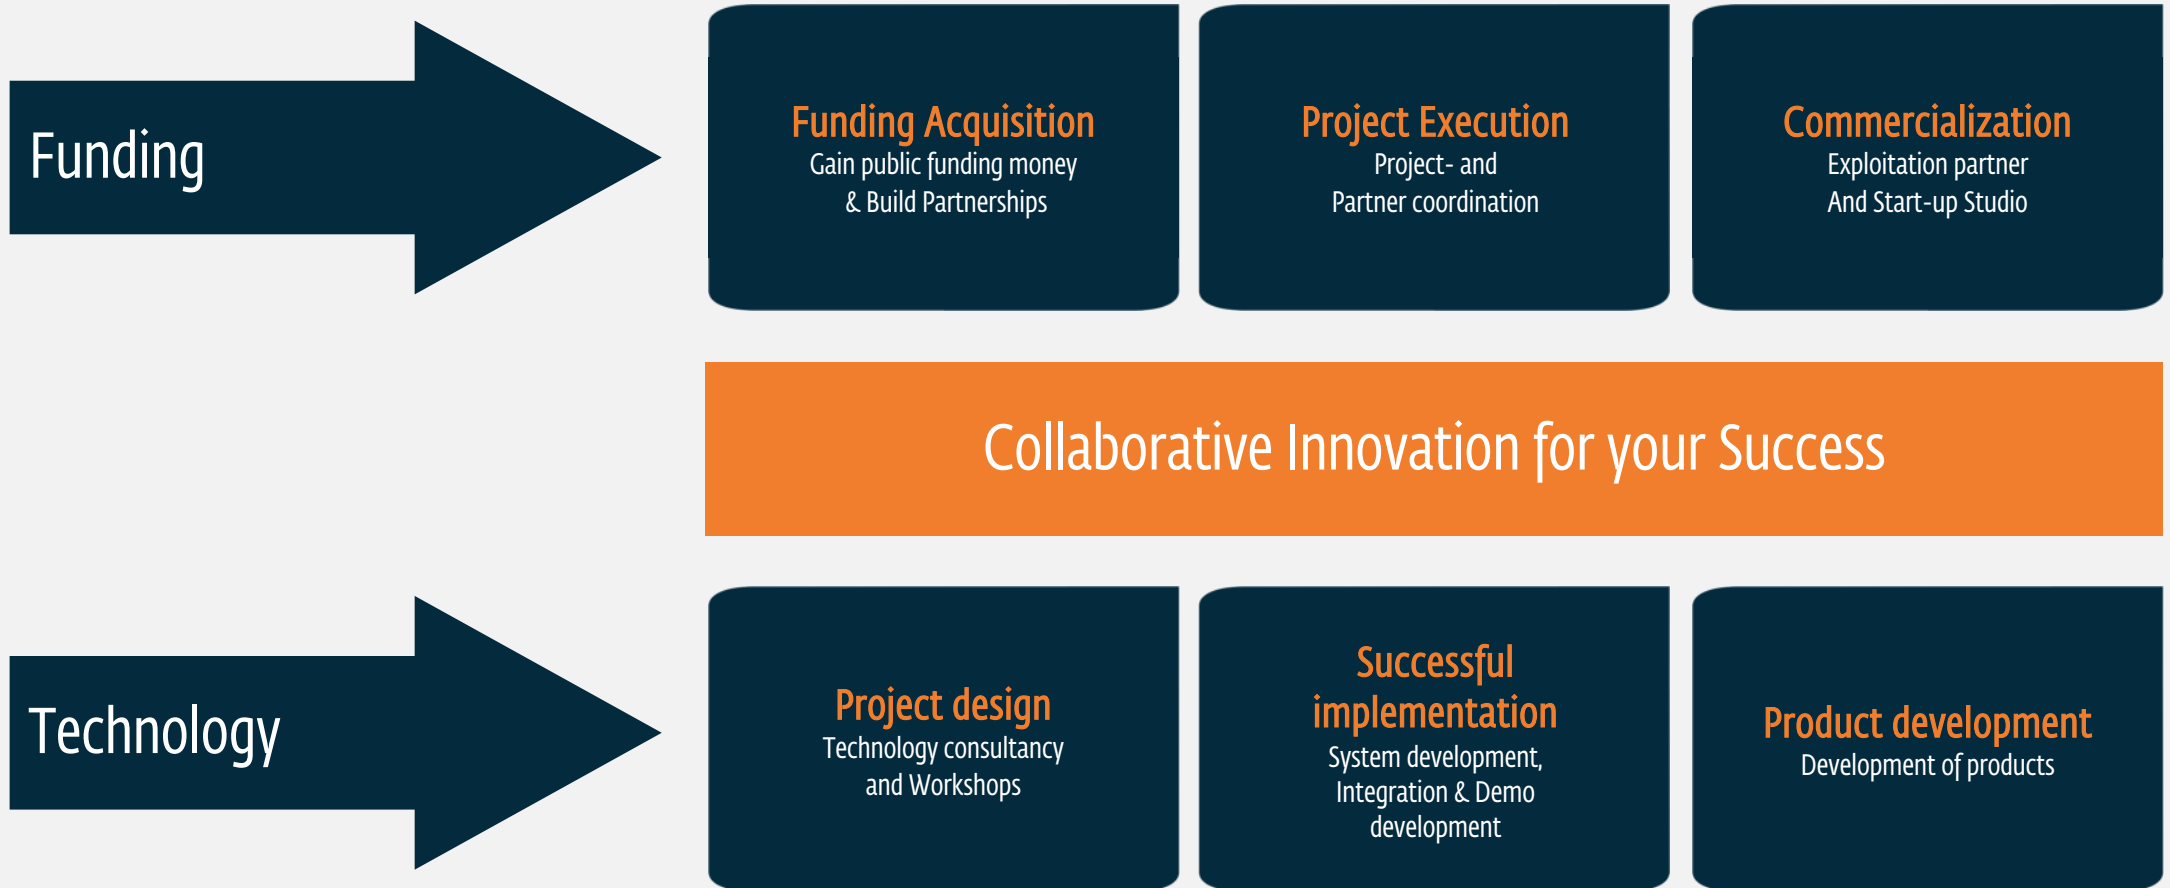 Funding
Funding Acquisition
Gain public funding money
& Build Partnerships
Project Execution
Project- and
Partner coordination
Commercialization
Exploitation partner
And Start-up Studio
Collaborative Innovation for your Success
Technology
Project design
Technology consultancy
and Workshops
Successful
implementation
System development,
Integration & Demo
development
Product development
Development of products